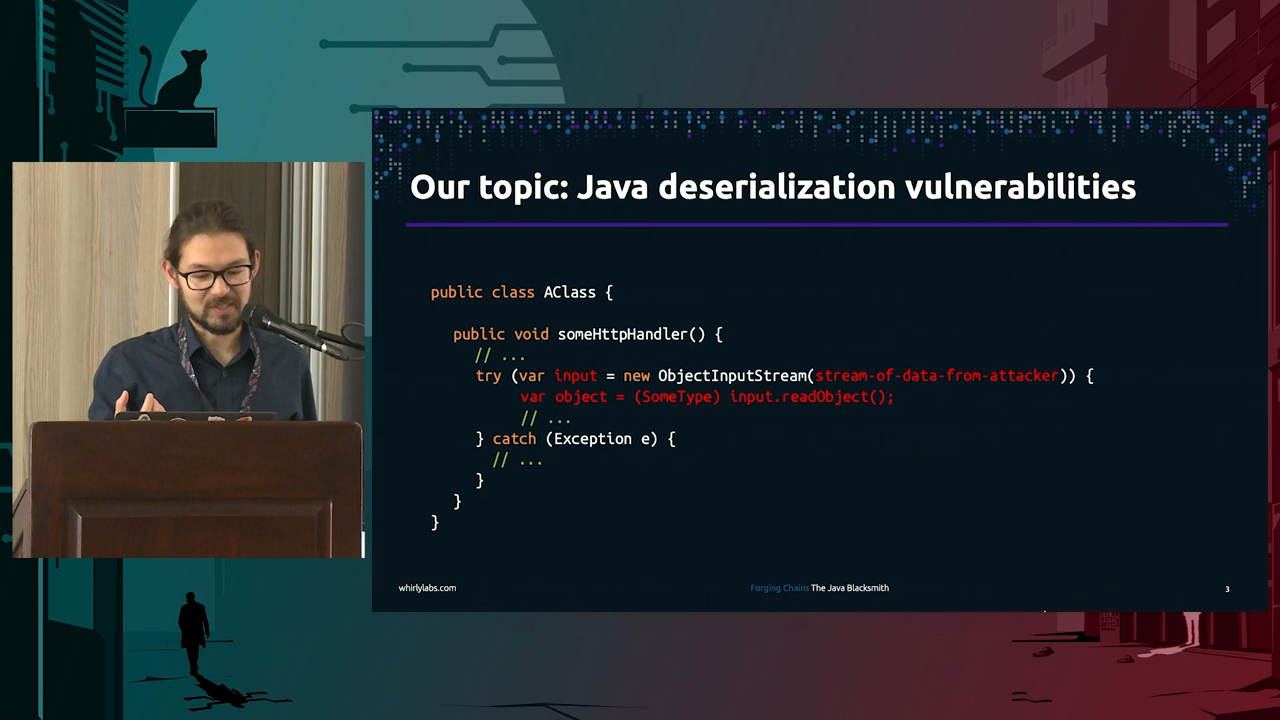 Our topic: Java deserialization vulnerabilities
public class AClass {
public void someHttpHandler() {
// ...
try (var input = new ObjectInputStream(stream-of-data-from-attacker)) {
var object = (SomeType) input.readObject();
// ...
} catch (Exception e) {
// ...
}
}
}
whirlylabs.com
Forging Chains The Java Blacksmith
3